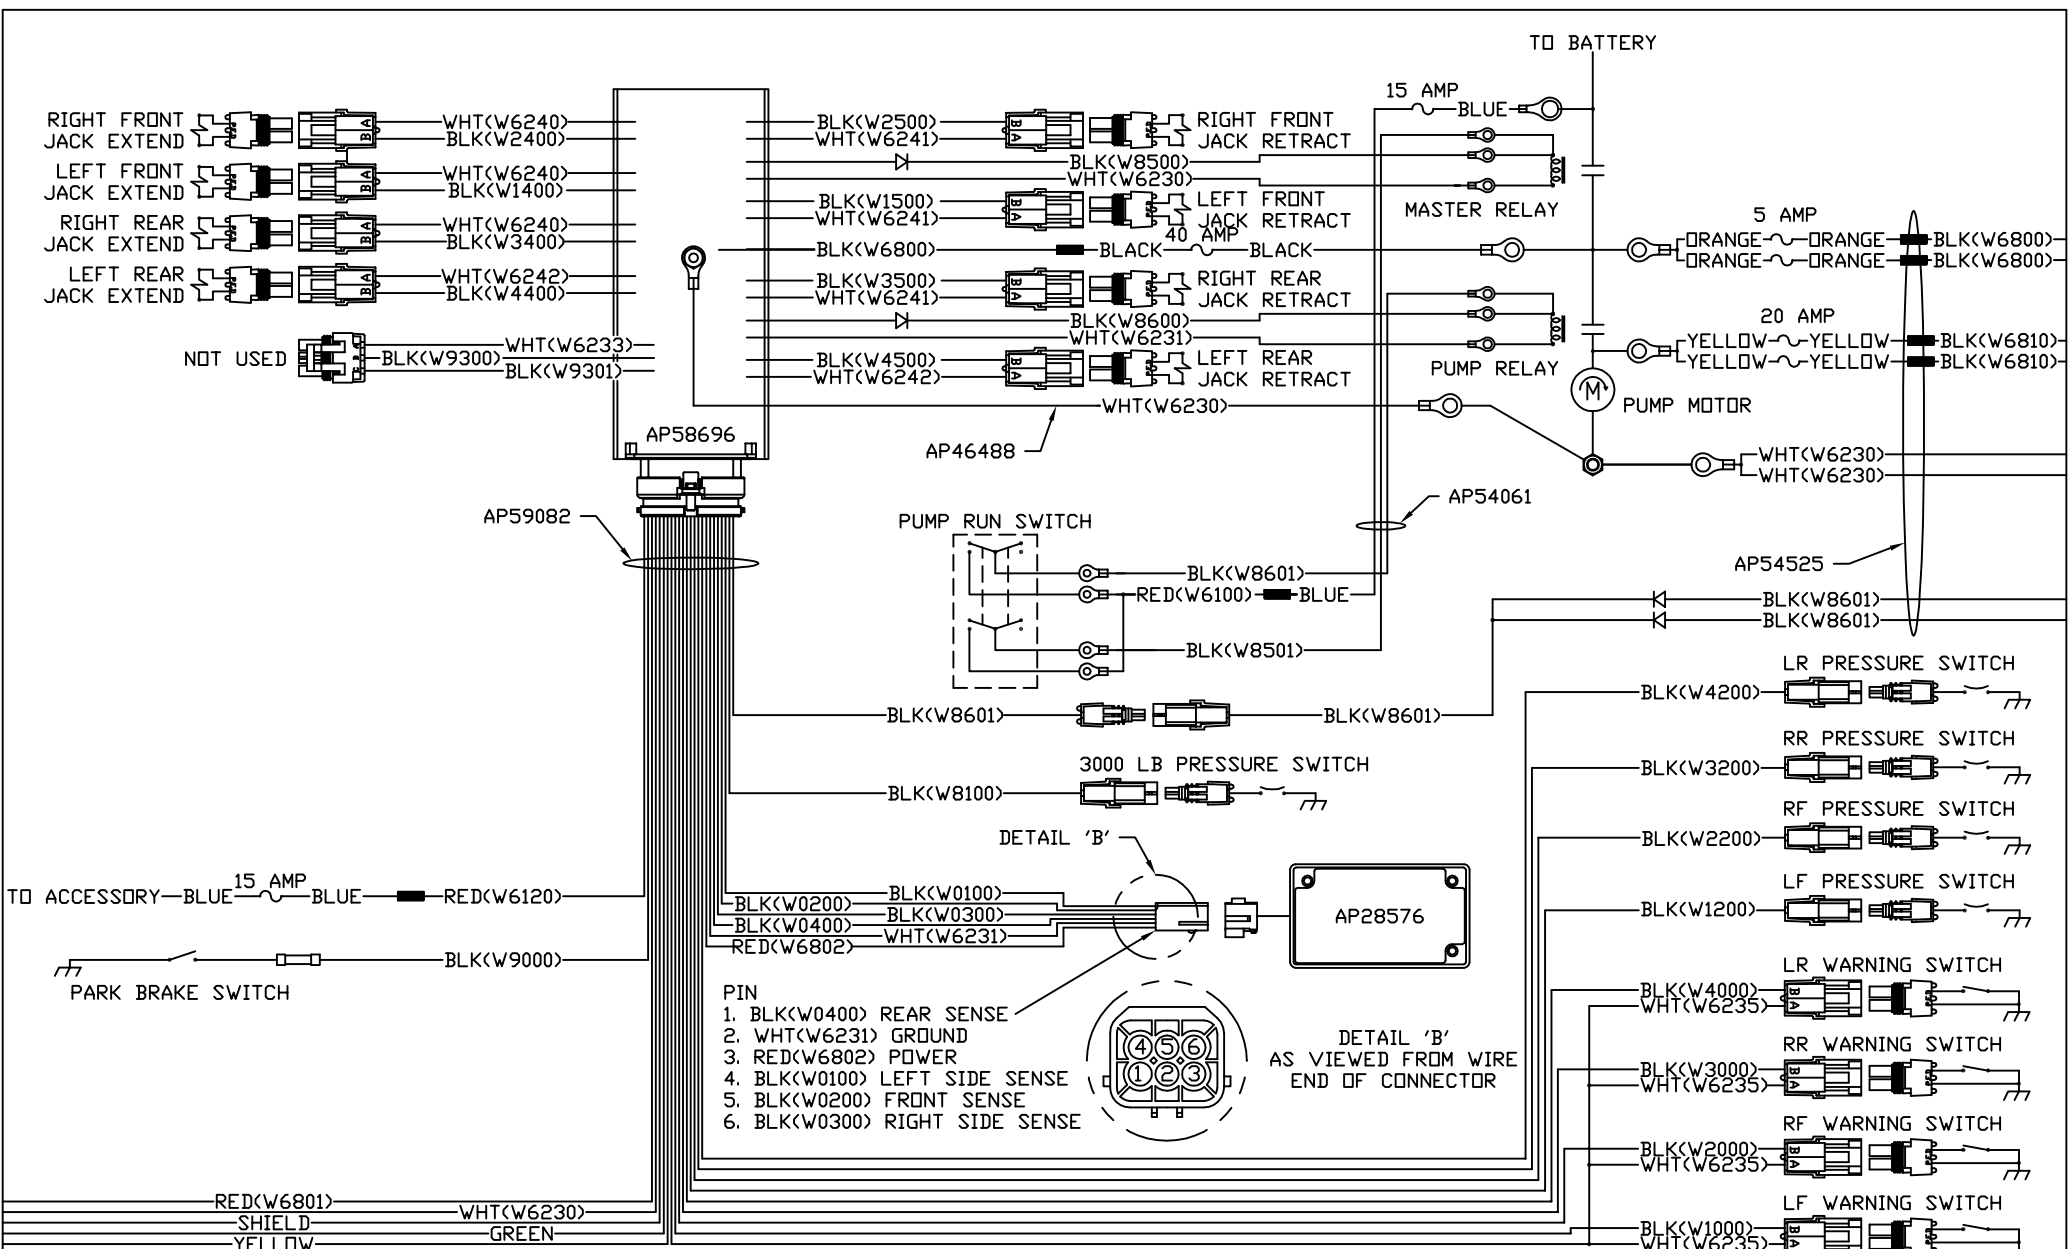 TO BATTERY
15 AMP
BLUE
RIGHT FRONT
JACK EXTEND
WHT(W6240)
BLK(W2400)
A
B
BLK(W2500)
WHT(W6241)
B
A
RIGHT FRONT
JACK RETRACT
BLK(W8500)
WHT(W6230)
MASTER RELAY
LEFT FRONT
JACK EXTEND
WHT(W6240)
BLK(W1400)
A
B
BLK(W1500)
WHT(W6241)
B
A
LEFT FRONT
JACK RETRACT
RIGHT REAR
JACK EXTEND
WHT(W6240)
BLK(W3400)
A
B
BLK(W6800)
BLACK
40 AMP
BLACK
5 AMP
ORANGE
ORANGE
BLK(W6800)
ORANGE
ORANGE
BLK(W6800)
LEFT REAR
JACK EXTEND
WHT(W6242)
BLK(W4400)
A
B
BLK(W3500)
WHT(W6241)
B
A
RIGHT REAR
JACK RETRACT
BLK(W8600)
WHT(W6231)
PUMP RELAY
20 AMP
YELLOW
YELLOW
BLK(W6810)
YELLOW
YELLOW
BLK(W6810)
NOT USED
WHT(W6233)
BLK(W9300)
BLK(W9301)
BLK(W4500)
WHT(W6242)
B
A
LEFT REAR
JACK RETRACT
M
PUMP MOTOR
WHT(W6230)
AP58696
AP46488
WHT(W6230)
WHT(W6230)
AP59082
AP54061
PUMP RUN SWITCH
AP54525
BLK(W8601)
RED(W6100)
BLUE
BLK(W8501)
BLK(W8601)
BLK(W8601)
BLK(W8601)
BLK(W8601)
LR PRESSURE SWITCH
BLK(W4200)
RR PRESSURE SWITCH
BLK(W3200)
3000 LB PRESSURE SWITCH
BLK(W8100)
RF PRESSURE SWITCH
BLK(W2200)
DETAIL 'B'
LF PRESSURE SWITCH
BLK(W1200)
TO ACCESSORY
BLUE
15 AMP
BLUE
RED(W6120)
BLK(W0100)
BLK(W0200)
BLK(W0300)
BLK(W0400)
WHT(W6231)
RED(W6802)
AP28576
BLK(W9000)
PARK BRAKE SWITCH
LR WARNING SWITCH
BLK(W4000)
WHT(W6235)
B
A
PIN
1. BLK(W0400) REAR SENSE
2. WHT(W6231) GROUND
3. RED(W6802) POWER
4. BLK(W0100) LEFT SIDE SENSE
5. BLK(W0200) FRONT SENSE
6. BLK(W0300) RIGHT SIDE SENSE
4 5 6
1 2 3
DETAIL 'B'
AS VIEWED FROM WIRE
END OF CONNECTOR
RR WARNING SWITCH
BLK(W3000)
WHT(W6235)
B
A
RF WARNING SWITCH
BLK(W2000)
WHT(W6235)
B
A
LF WARNING SWITCH
BLK(W1000)
WHT(W6235)
B
A
RED(W6801)
WHT(W6230)
SHIELD
GREEN
YELLOW